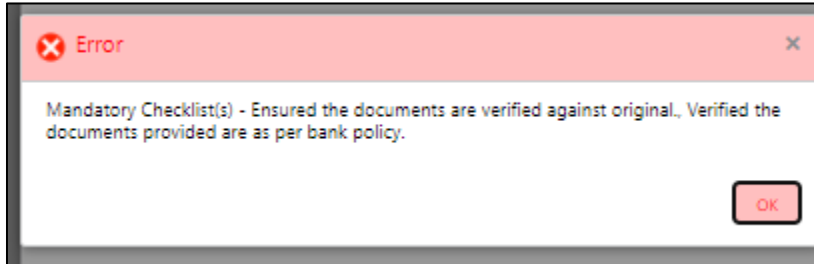 Error
Mandatory Checklist(s) - Ensured the documents are verified against original., Verified the
documents provided are as per bank policy.
OK